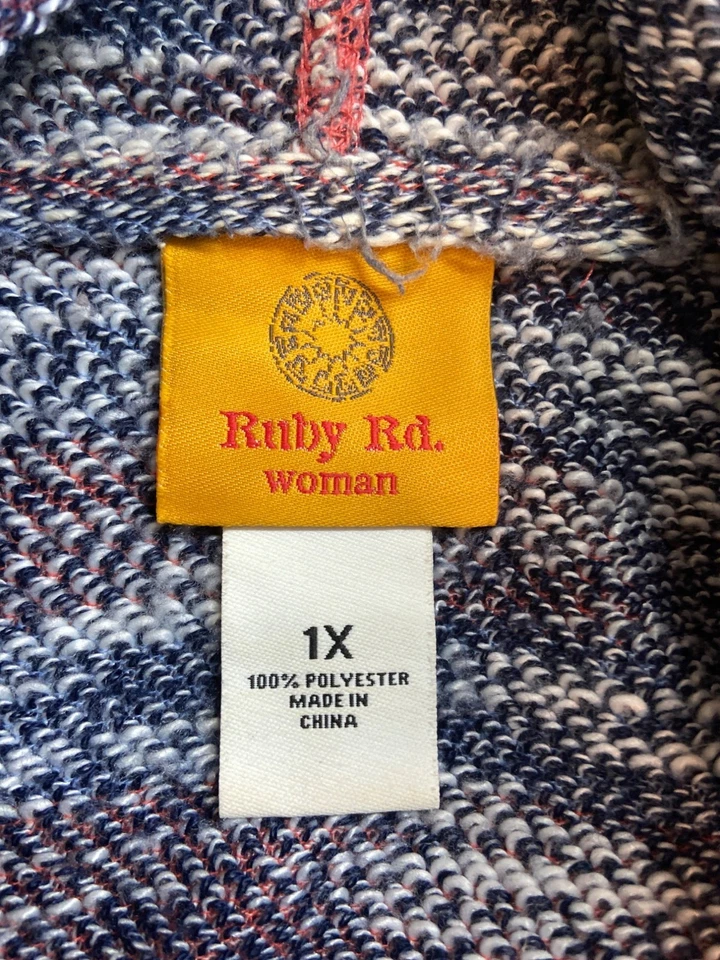 Ruby Rd.
woman
1X
100% POLYESTER
MADE IN
CHINA